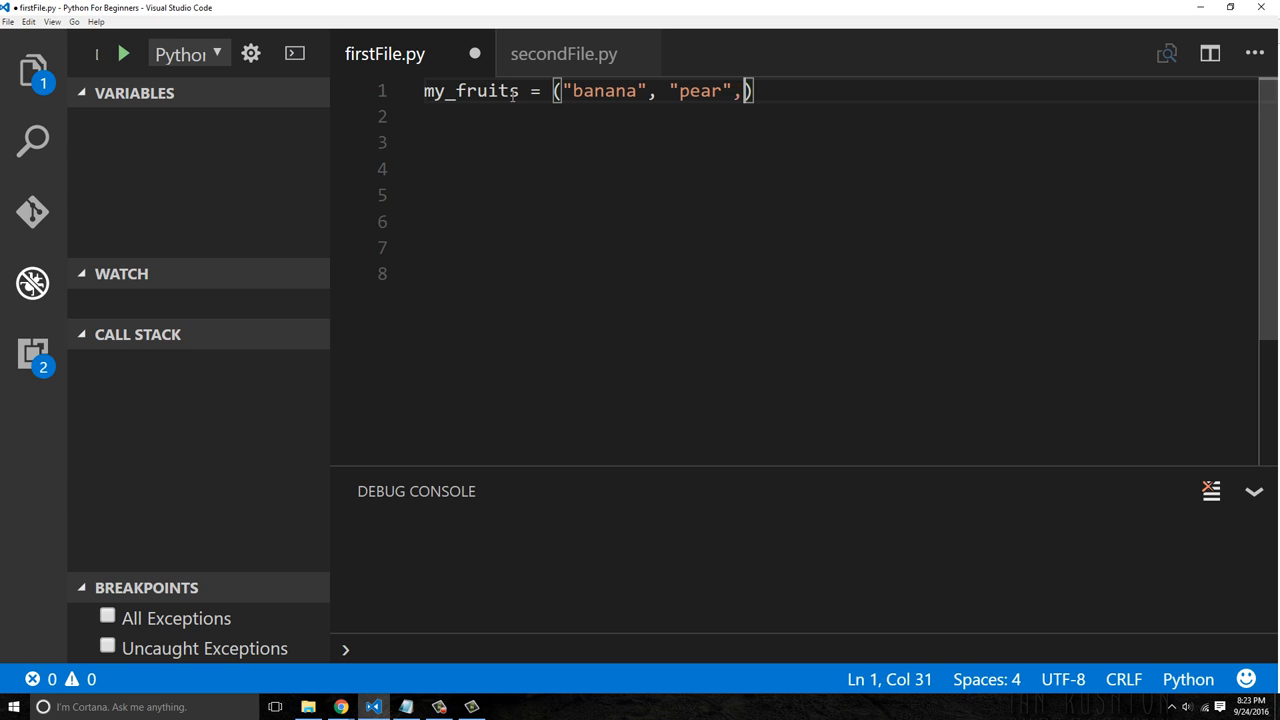 ● firstFile.py - Python For Beginners - Visual Studio Code
File Edit View Go Help
Python
firstFile.py
secondFile.py
1
VARIABLES
1 my_fruits = ("banana", "pear",)
2
3
4
5
6
7
8
WATCH
CALL STACK
2
DEBUG CONSOLE
BREAKPOINTS
All Exceptions
Uncaught Exceptions
0 0
Ln 1, Col 31
Spaces: 4
UTF-8
CRLF
Python
I'm Cortana. Ask me anything.
8:23 PM
9/24/2016